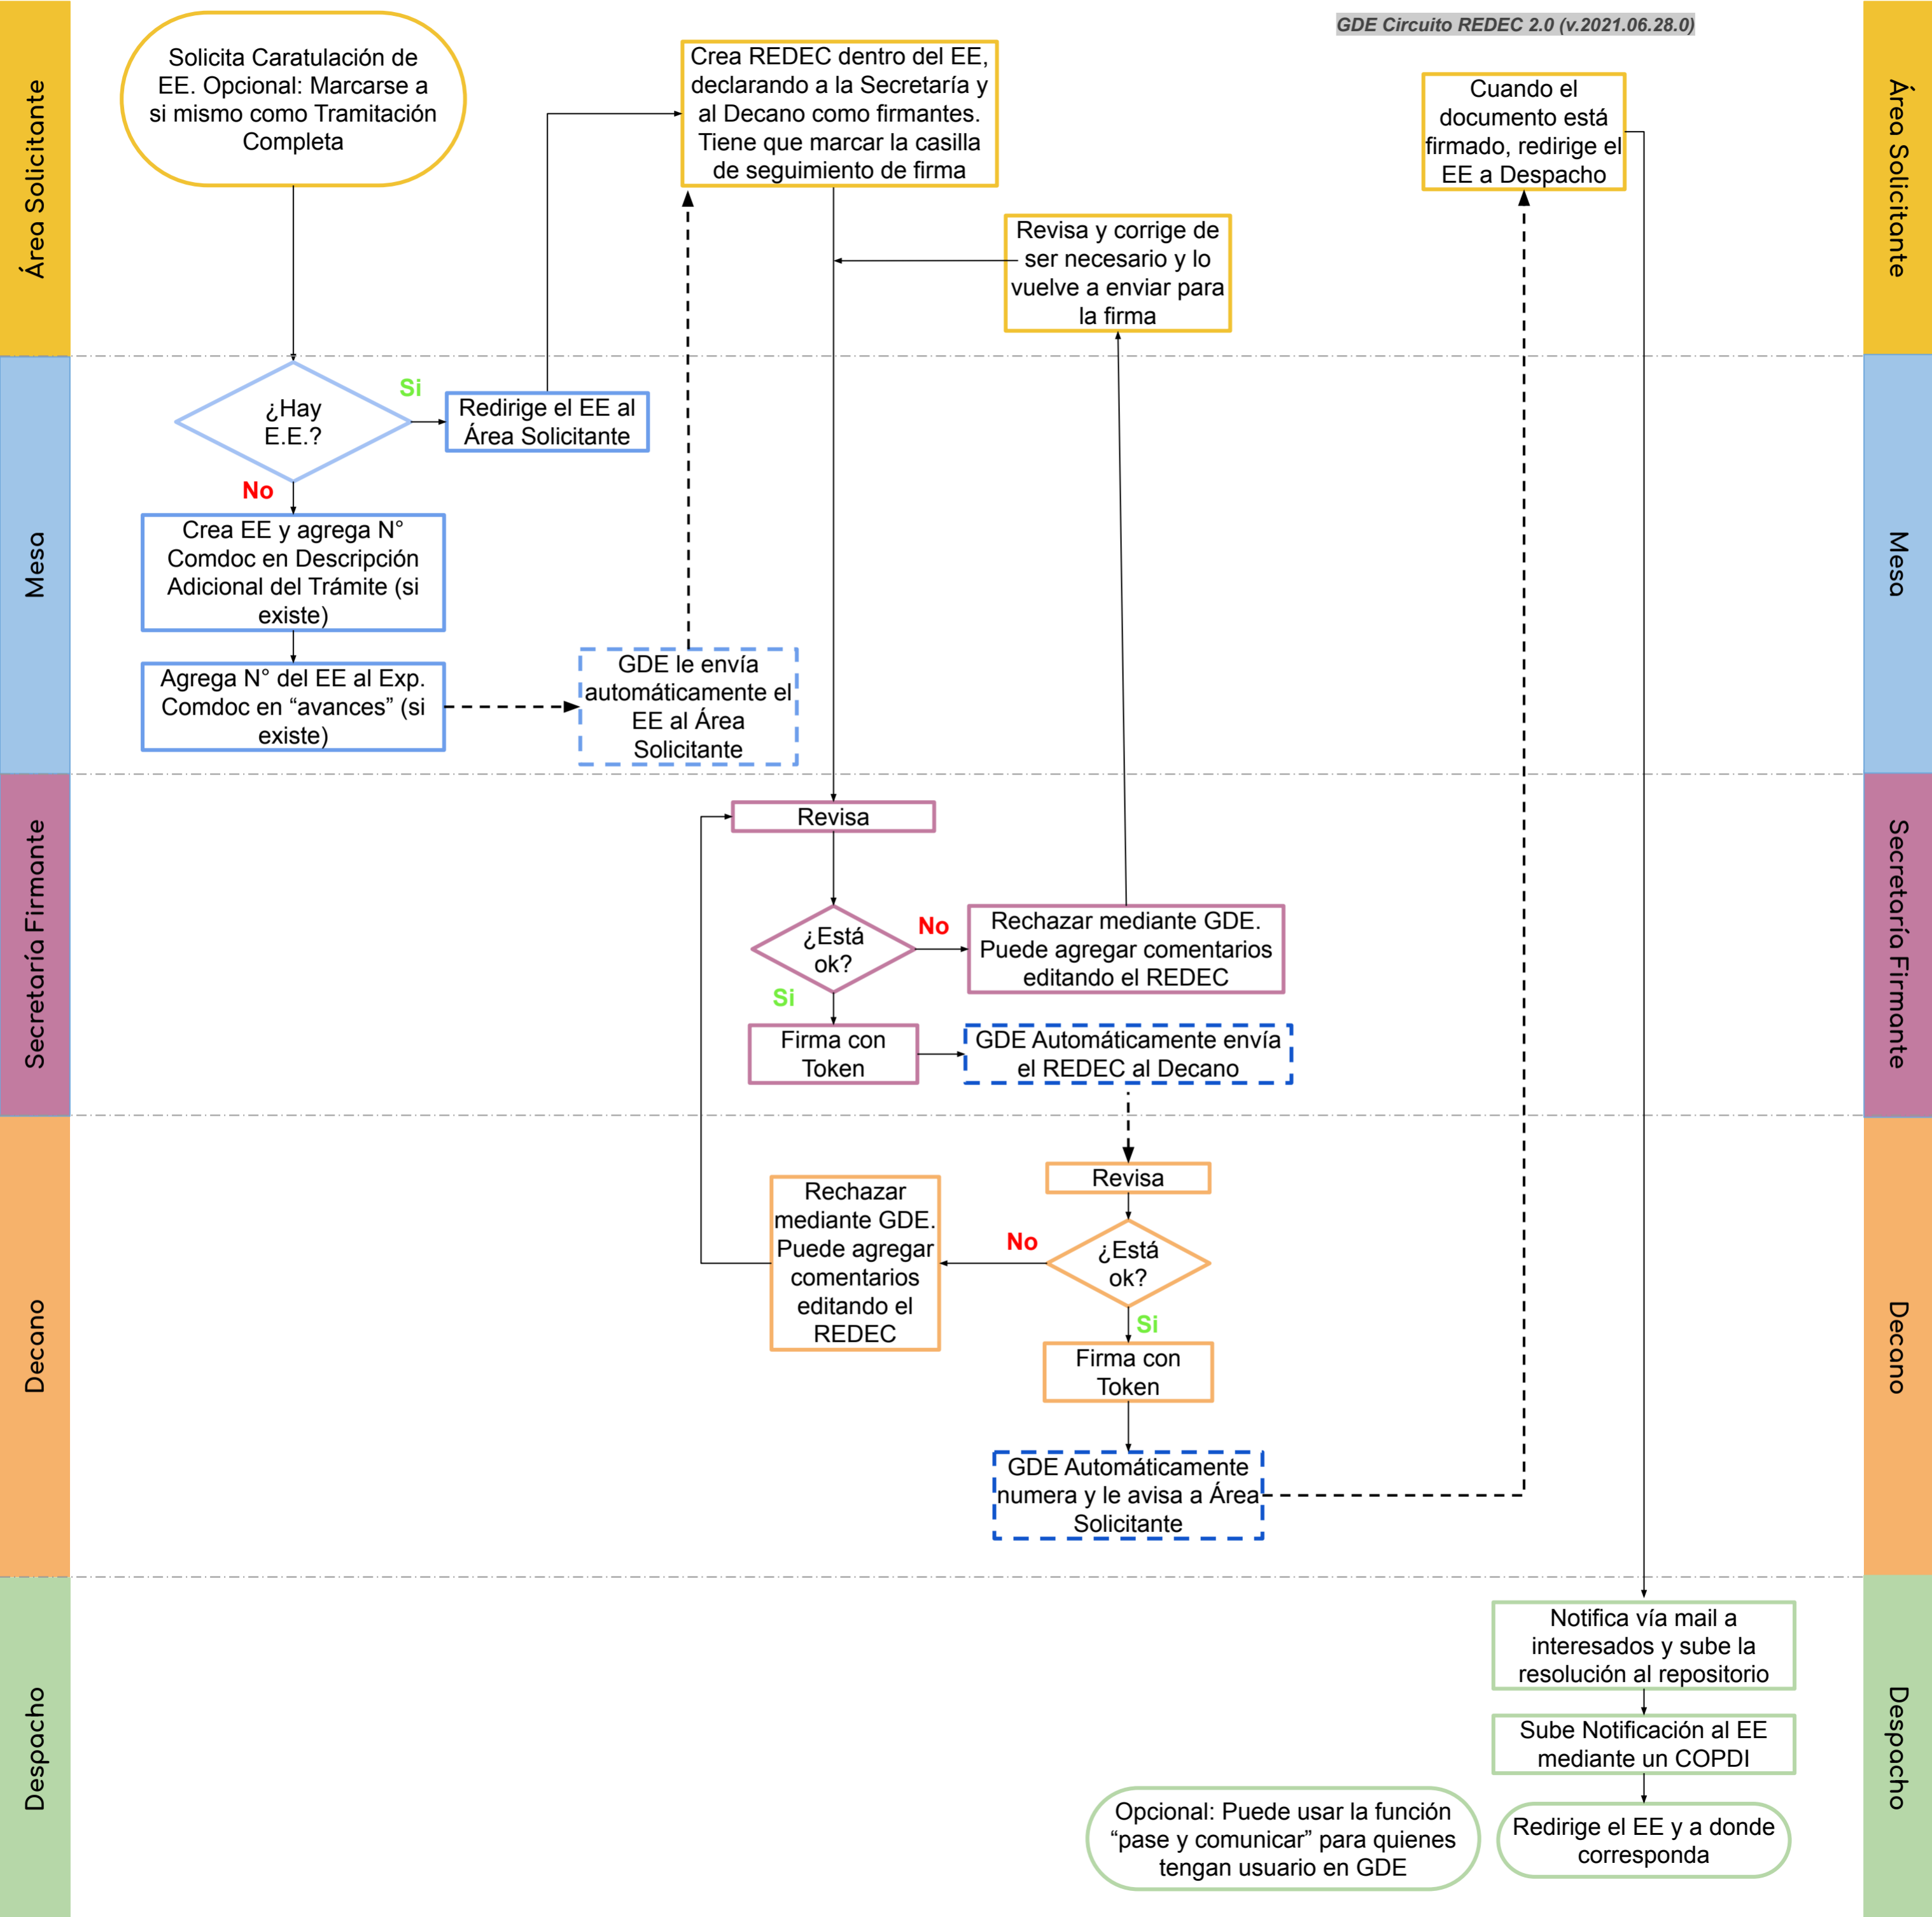 GDE Circuito REDEC 2.0 (v.2021.06.28.0)
Área Solicitante
Área Solicitante
Solicita Caratulación de
EE. Opcional: Marcarse a
si mismo como Tramitación
Completa
Crea REDEC dentro del EE,
declarando a la Secretaría y
al Decano como firmantes.
Tiene que marcar la casilla
de seguimiento de firma
Cuando el
documento está
firmado, redirige el
EE a Despacho
Revisa y corrige de
ser necesario y lo
vuelve a enviar para
la firma
Mesa
Mesa
¿Hay
E.E.?
Si
Redirige el EE al
Área Solicitante
No
Crea EE y agrega N°
Comdoc en Descripción
Adicional del Trámite (si
existe)
Agrega N° del EE al Exp.
Comdoc en “avances” (si
existe)
GDE le envía
automáticamente el
EE al Área
Solicitante
Secretaría Firmante
Secretaría Firmante
Revisa
¿Está
ok?
No
Rechazar mediante GDE.
Puede agregar comentarios
editando el REDEC
Si
Firma con
Token
GDE Automáticamente envía
el REDEC al Decano
Decano
Decano
Revisa
¿Está
ok?
No
Rechazar
mediante GDE.
Puede agregar
comentarios
editando el
REDEC
Si
Firma con
Token
GDE Automáticamente
numera y le avisa a Área
Solicitante
Despacho
Despacho
Notifica vía mail a
interesados y sube la
resolución al repositorio
Sube Notificación al EE
mediante un COPDI
Opcional: Puede usar la función
“pase y comunicar” para quienes
tengan usuario en GDE
Redirige el EE y a donde
corresponda